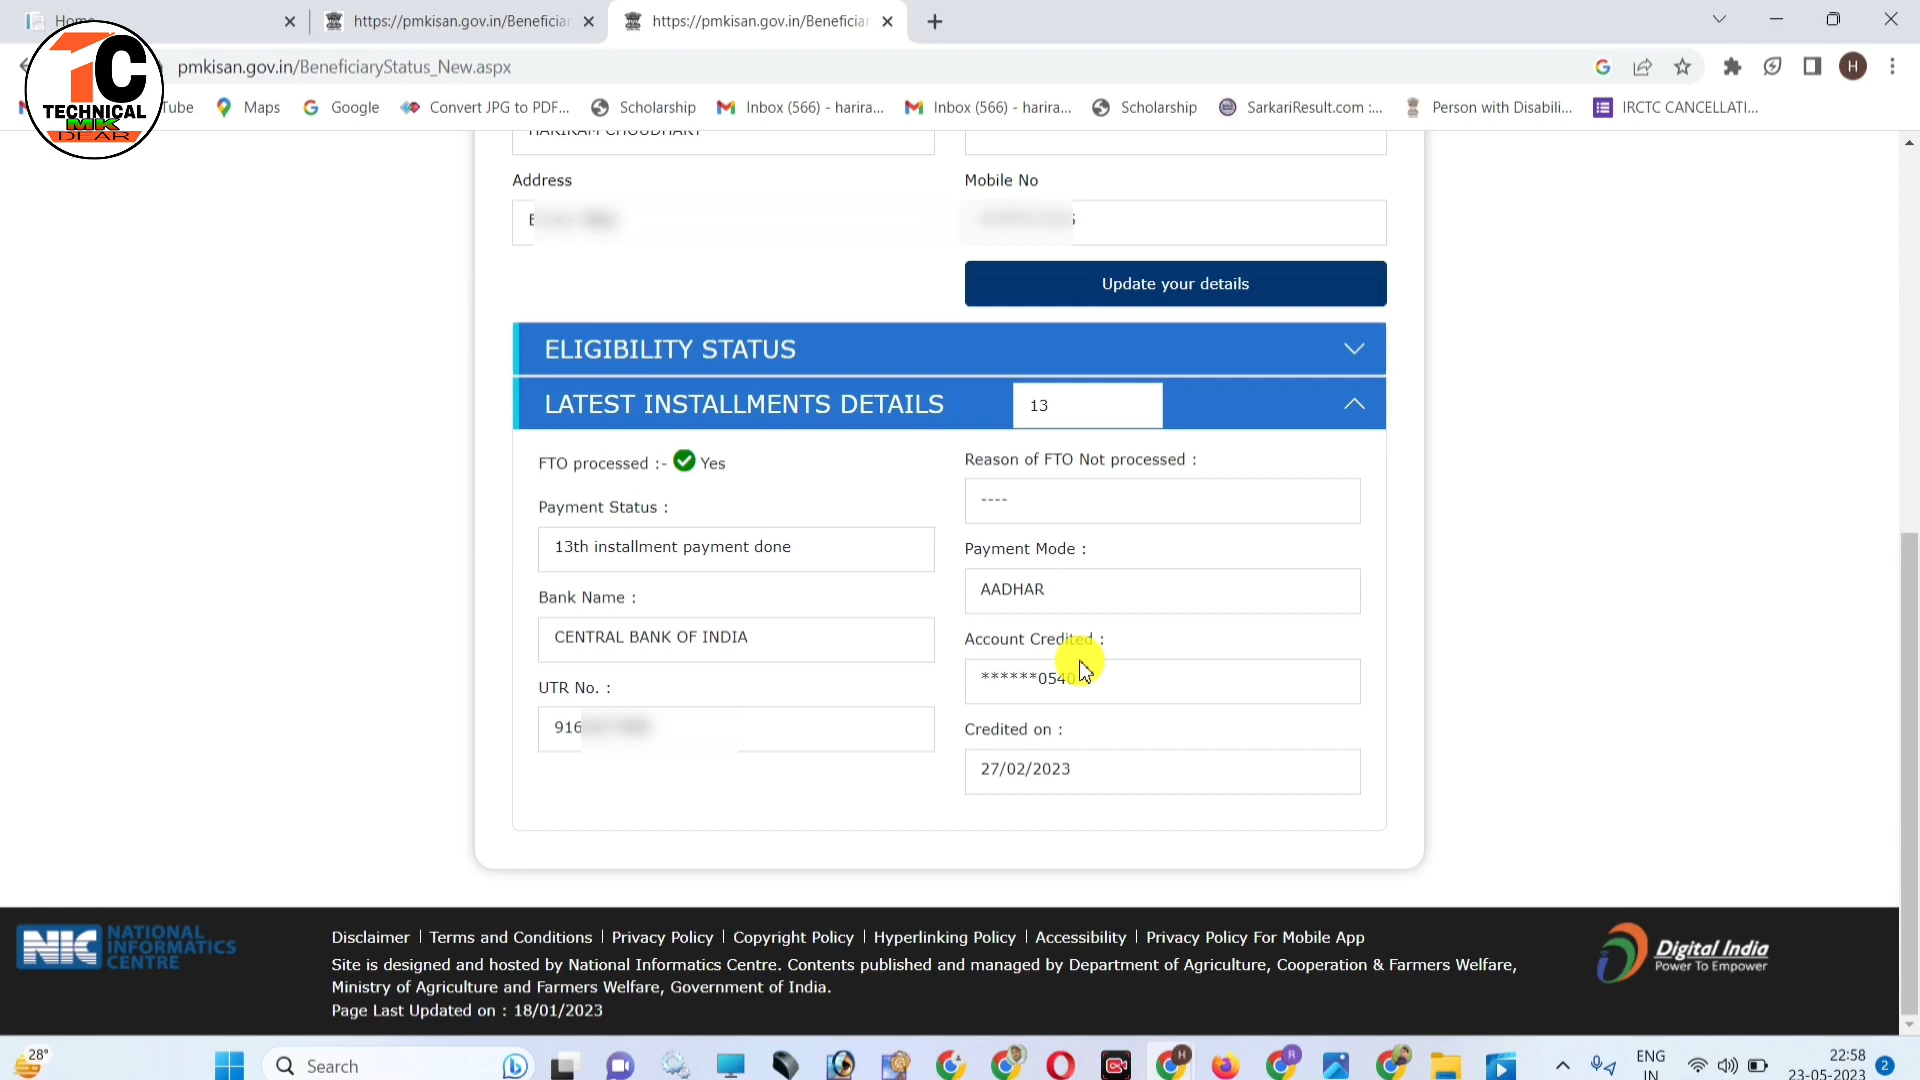 Home
https://pmkisan.gov.in/Beneficiar
https://pmkisan.gov.in/Beneficiar
pmkisan.gov.in/BeneficiaryStatus_New.aspx
H
TC
TECHNICAL
MK
DEAR
Tube
Maps
Google
Convert JPG to PDF...
Scholarship
Inbox (566) - harira...
Inbox (566) - harira...
Scholarship
SarkariResult.com :...
Person with Disabili...
IRCTC CANCELLATI...
HARIRAM CHOUDHARY
Address
Mobile No
Update your details
ELIGIBILITY STATUS
LATEST INSTALLMENTS DETAILS
13
FTO processed :- Yes
Reason of FTO Not processed :
----
Payment Status :
13th installment payment done
Payment Mode :
AADHAR
Bank Name :
CENTRAL BANK OF INDIA
Account Credited :
******0540
UTR No. :
916
Credited on :
27/02/2023
NIC NATIONAL
INFORMATICS
CENTRE
Disclaimer | Terms and Conditions | Privacy Policy | Copyright Policy | Hyperlinking Policy | Accessibility | Privacy Policy For Mobile App
Site is designed and hosted by National Informatics Centre. Contents published and managed by Department of Agriculture, Cooperation & Farmers Welfare,
Ministry of Agriculture and Farmers Welfare, Government of India.
Page Last Updated on : 18/01/2023
Digital India
Power To Empower
28°
Search
H
R
ENG
IN
22:58
23-05-2023
2